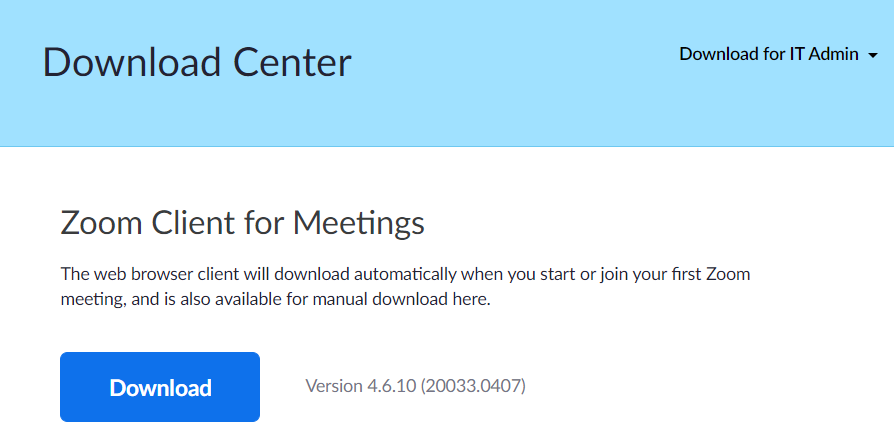 Download Center
Download for IT Admin
Zoom Client for Meetings
The web browser client will download automatically when you start or join your first Zoom
meeting, and is also available for manual download here.
Download
Version 4.6.10 (20033.0407)